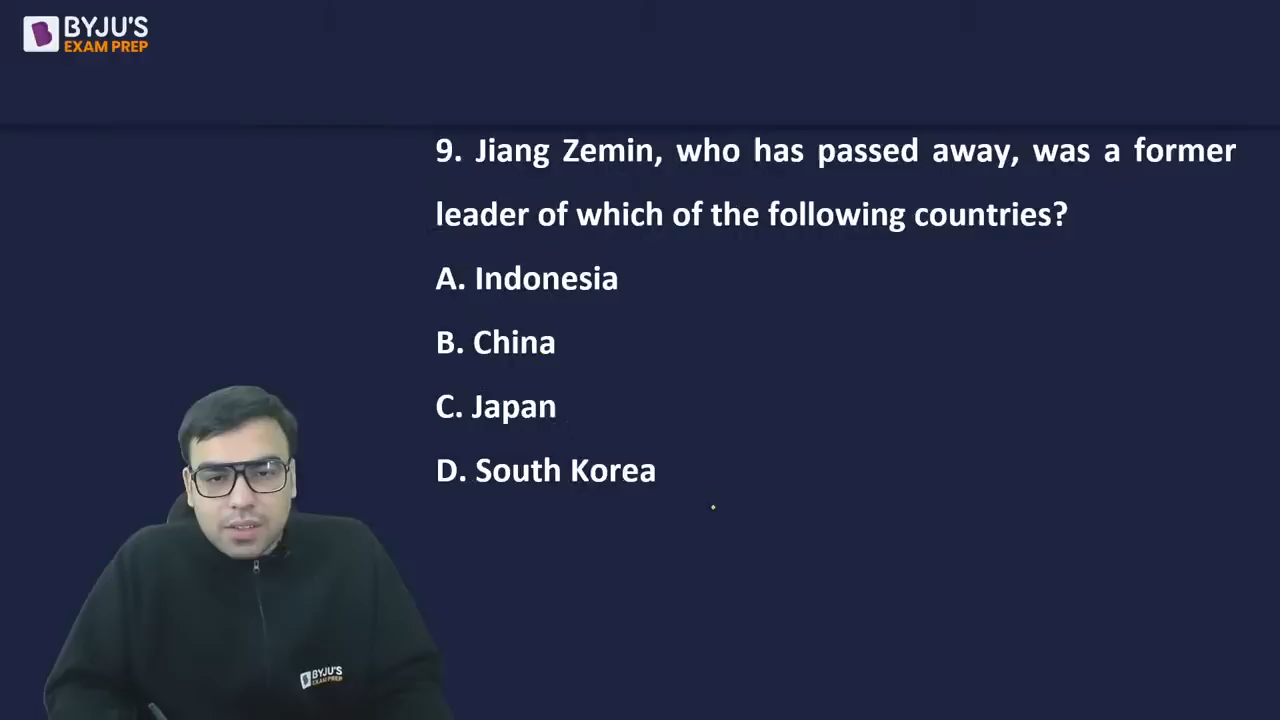 BYJU'S
EXAM PREP
9. Jiang Zemin, who has passed away, was a former
leader of which of the following countries?
A. Indonesia
B. China
C. Japan
D. South Korea
BYJU'S
EXAM PREP